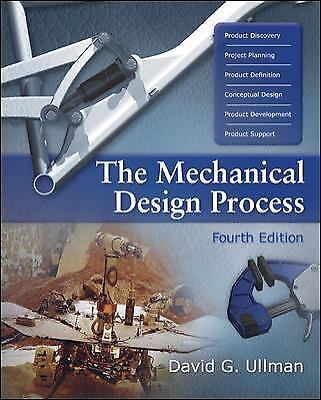 Product Discovery
Project Planning
Product Definition
Conceptual Design
Product Development
Product Support
The Mechanical
Design Process
Fourth Edition
David G. Ullman